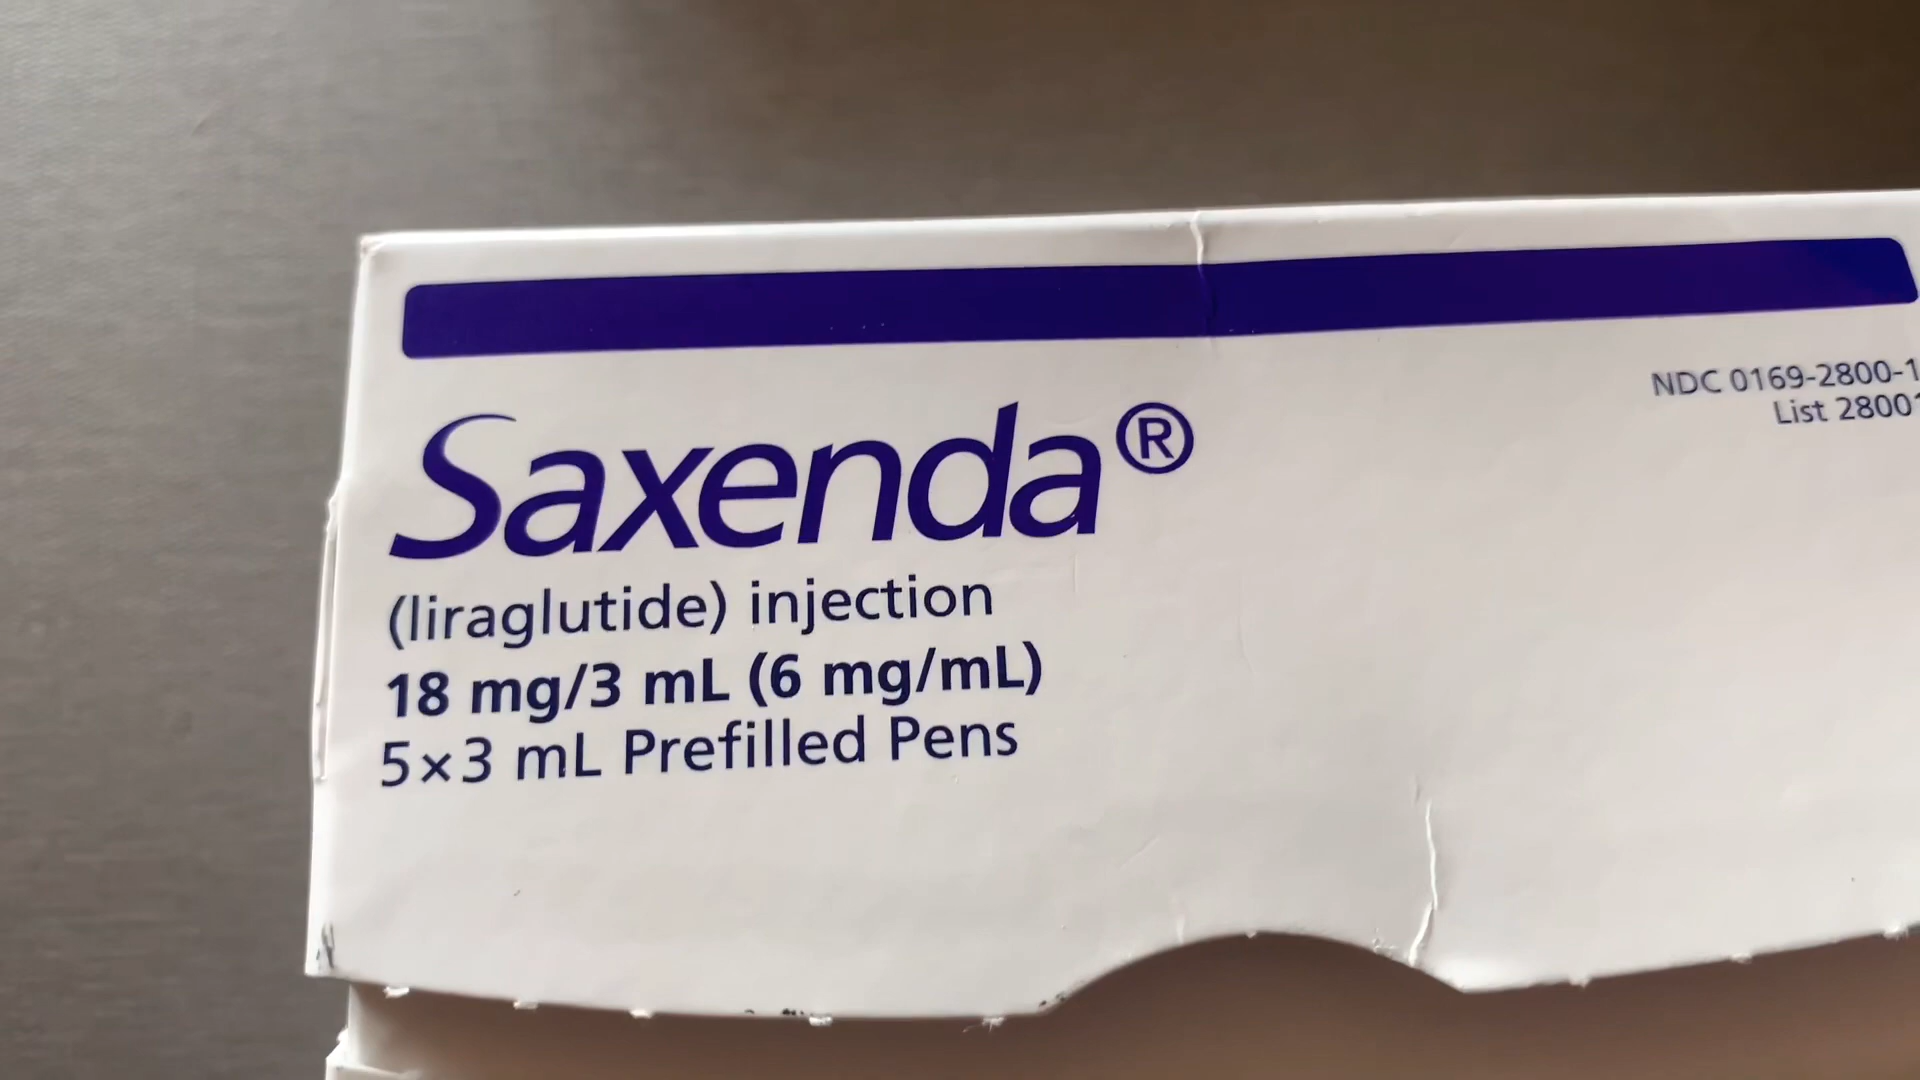 Saxenda®
NDC 0169-2800-1
List 28001
(liraglutide) injection
18 mg/3 mL (6 mg/mL)
5×3 mL Prefilled Pens